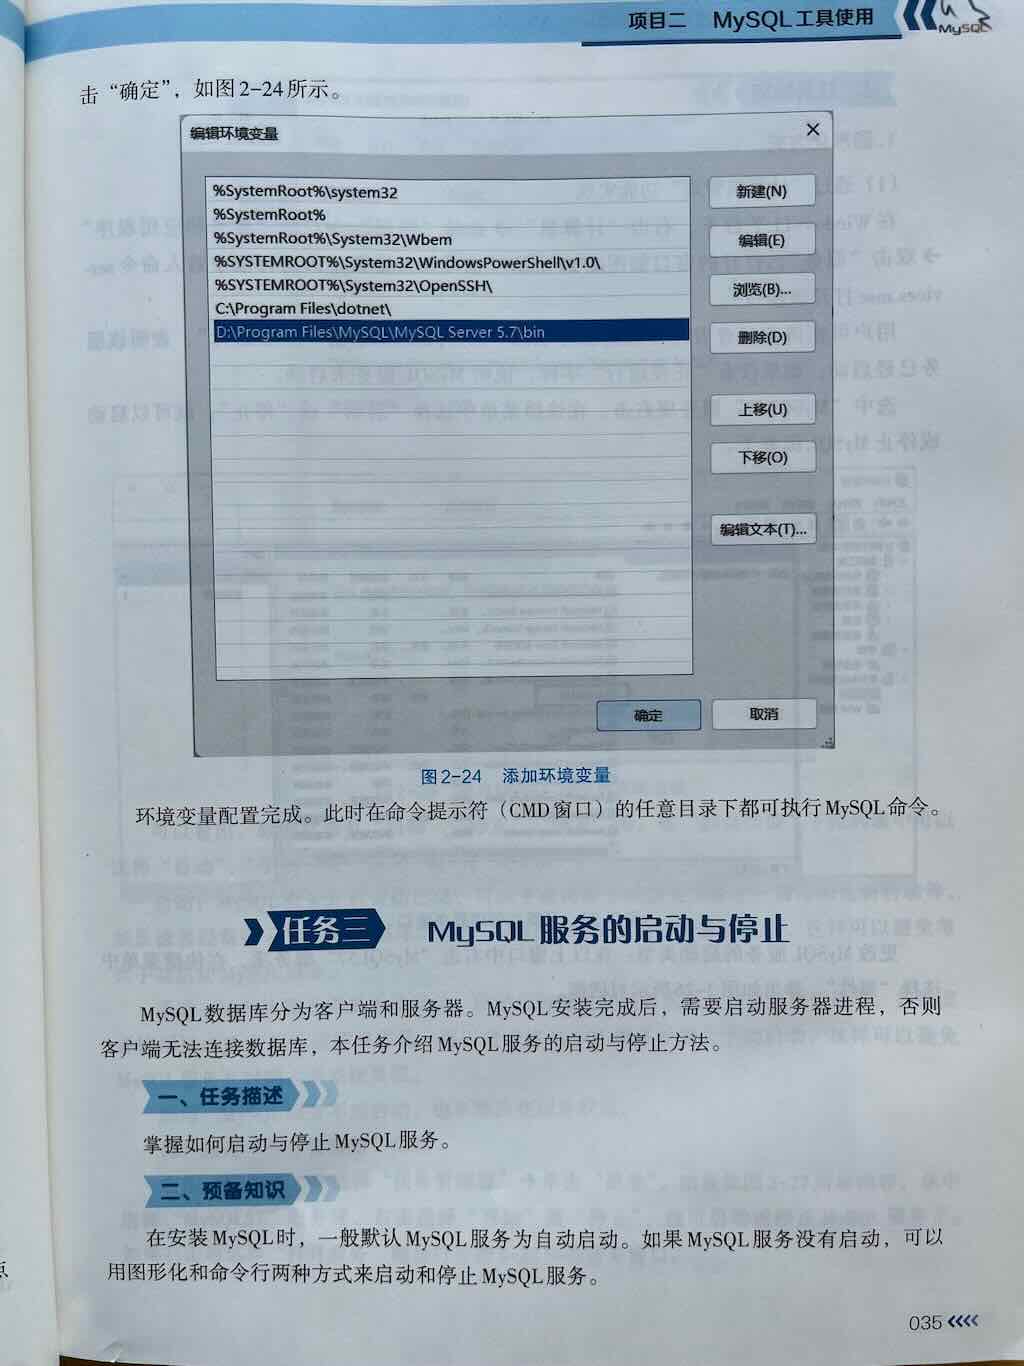 项目二 MySQL工具使用
MySQL
击“确定”，如图2-24所示。
编辑环境变量
%SystemRoot%\system32
%SystemRoot%
%SystemRoot%\System32\Wbem
%SYSTEMROOT%\System32\WindowsPowerShell\v1.0\
%SYSTEMROOT%\System32\OpenSSH\
C:\Program Files\dotnet\
D:\Program Files\MySQL\MySQL Server 5.7\bin
新建(N)
编辑(E)
浏览(B)...
删除(D)
上移(U)
下移(O)
编辑文本(T)...
确定 取消
图2-24 添加环境变量
环境变量配置完成。此时在命令提示符（CMD窗口）的任意目录下都可执行MySQL命令。
任务三 MySQL服务的启动与停止
MySQL数据库分为客户端和服务器。MySQL安装完成后，需要启动服务器进程，否则
客户端无法连接数据库，本任务介绍MySQL服务的启动与停止方法。
一、任务描述
掌握如何启动与停止MySQL服务。
二、预备知识
在安装MySQL时，一般默认MySQL服务为自动启动。如果MySQL服务没有启动，可以
用图形化和命令行两种方式来启动和停止MySQL服务。
035